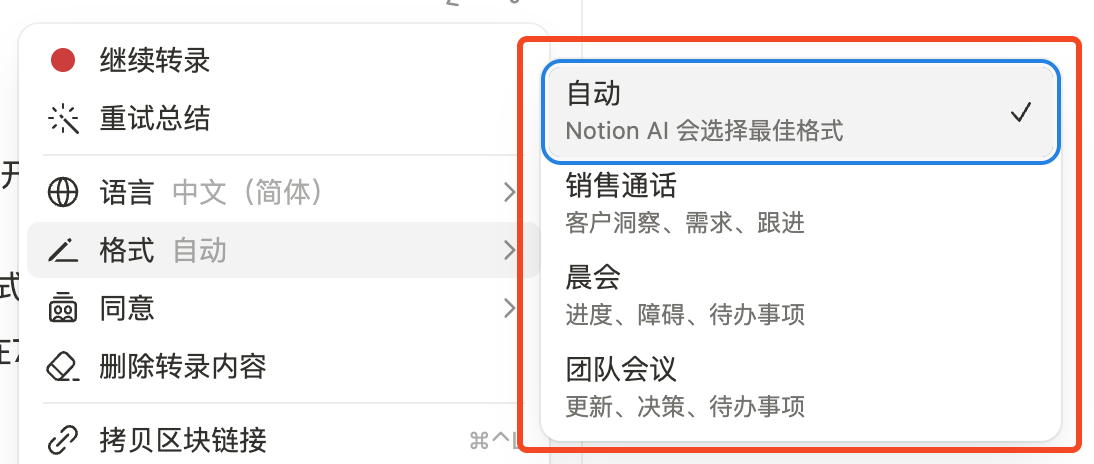 继续转录
重试总结
语言 中文（简体）
格式 自动
同意
删除转录内容
拷贝区块链接 ⌘^L
自动
Notion AI 会选择最佳格式
销售通话
客户洞察、需求、跟进
晨会
进度、障碍、待办事项
团队会议
更新、决策、待办事项